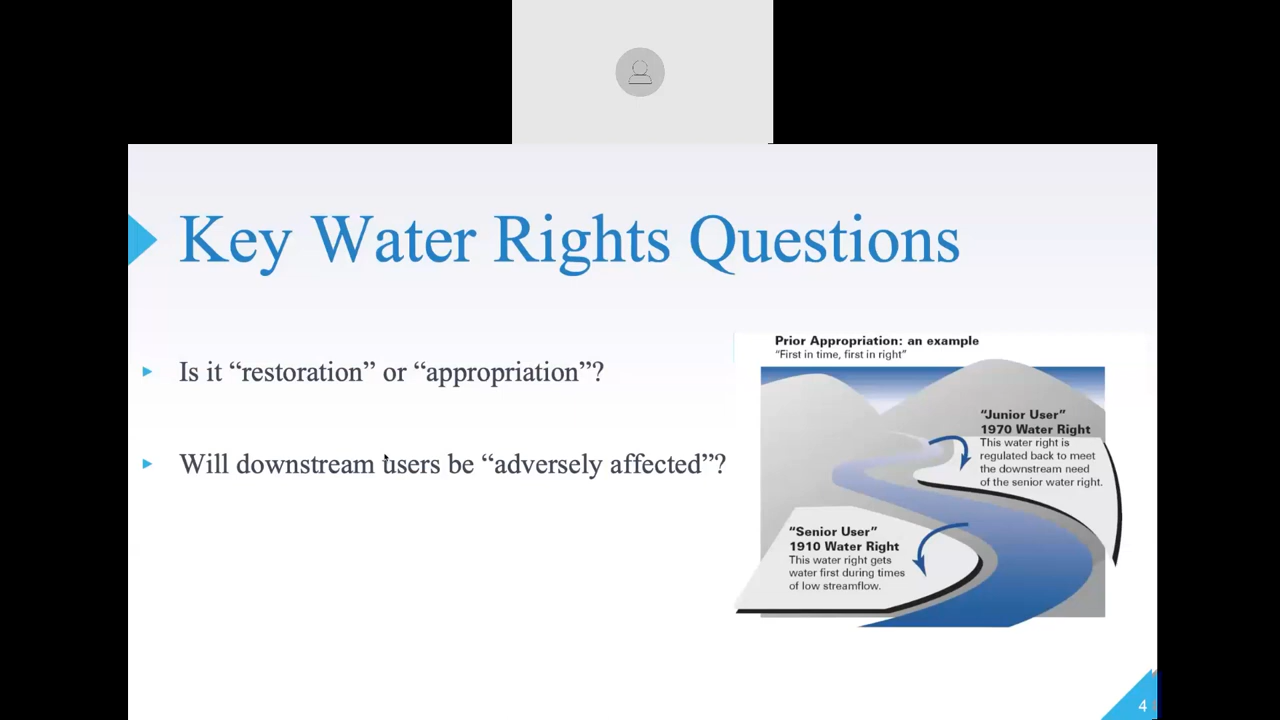 Key Water Rights Questions
Is it “restoration” or “appropriation”?
Will downstream users be “adversely affected”?
Prior Appropriation: an example
“First in time, first in right”
“Junior User”
1970 Water Right
This water right is
regulated back to meet
the downstream need
of the senior water right.
“Senior User”
1910 Water Right
This water right gets
water first during times
of low streamflow.
4